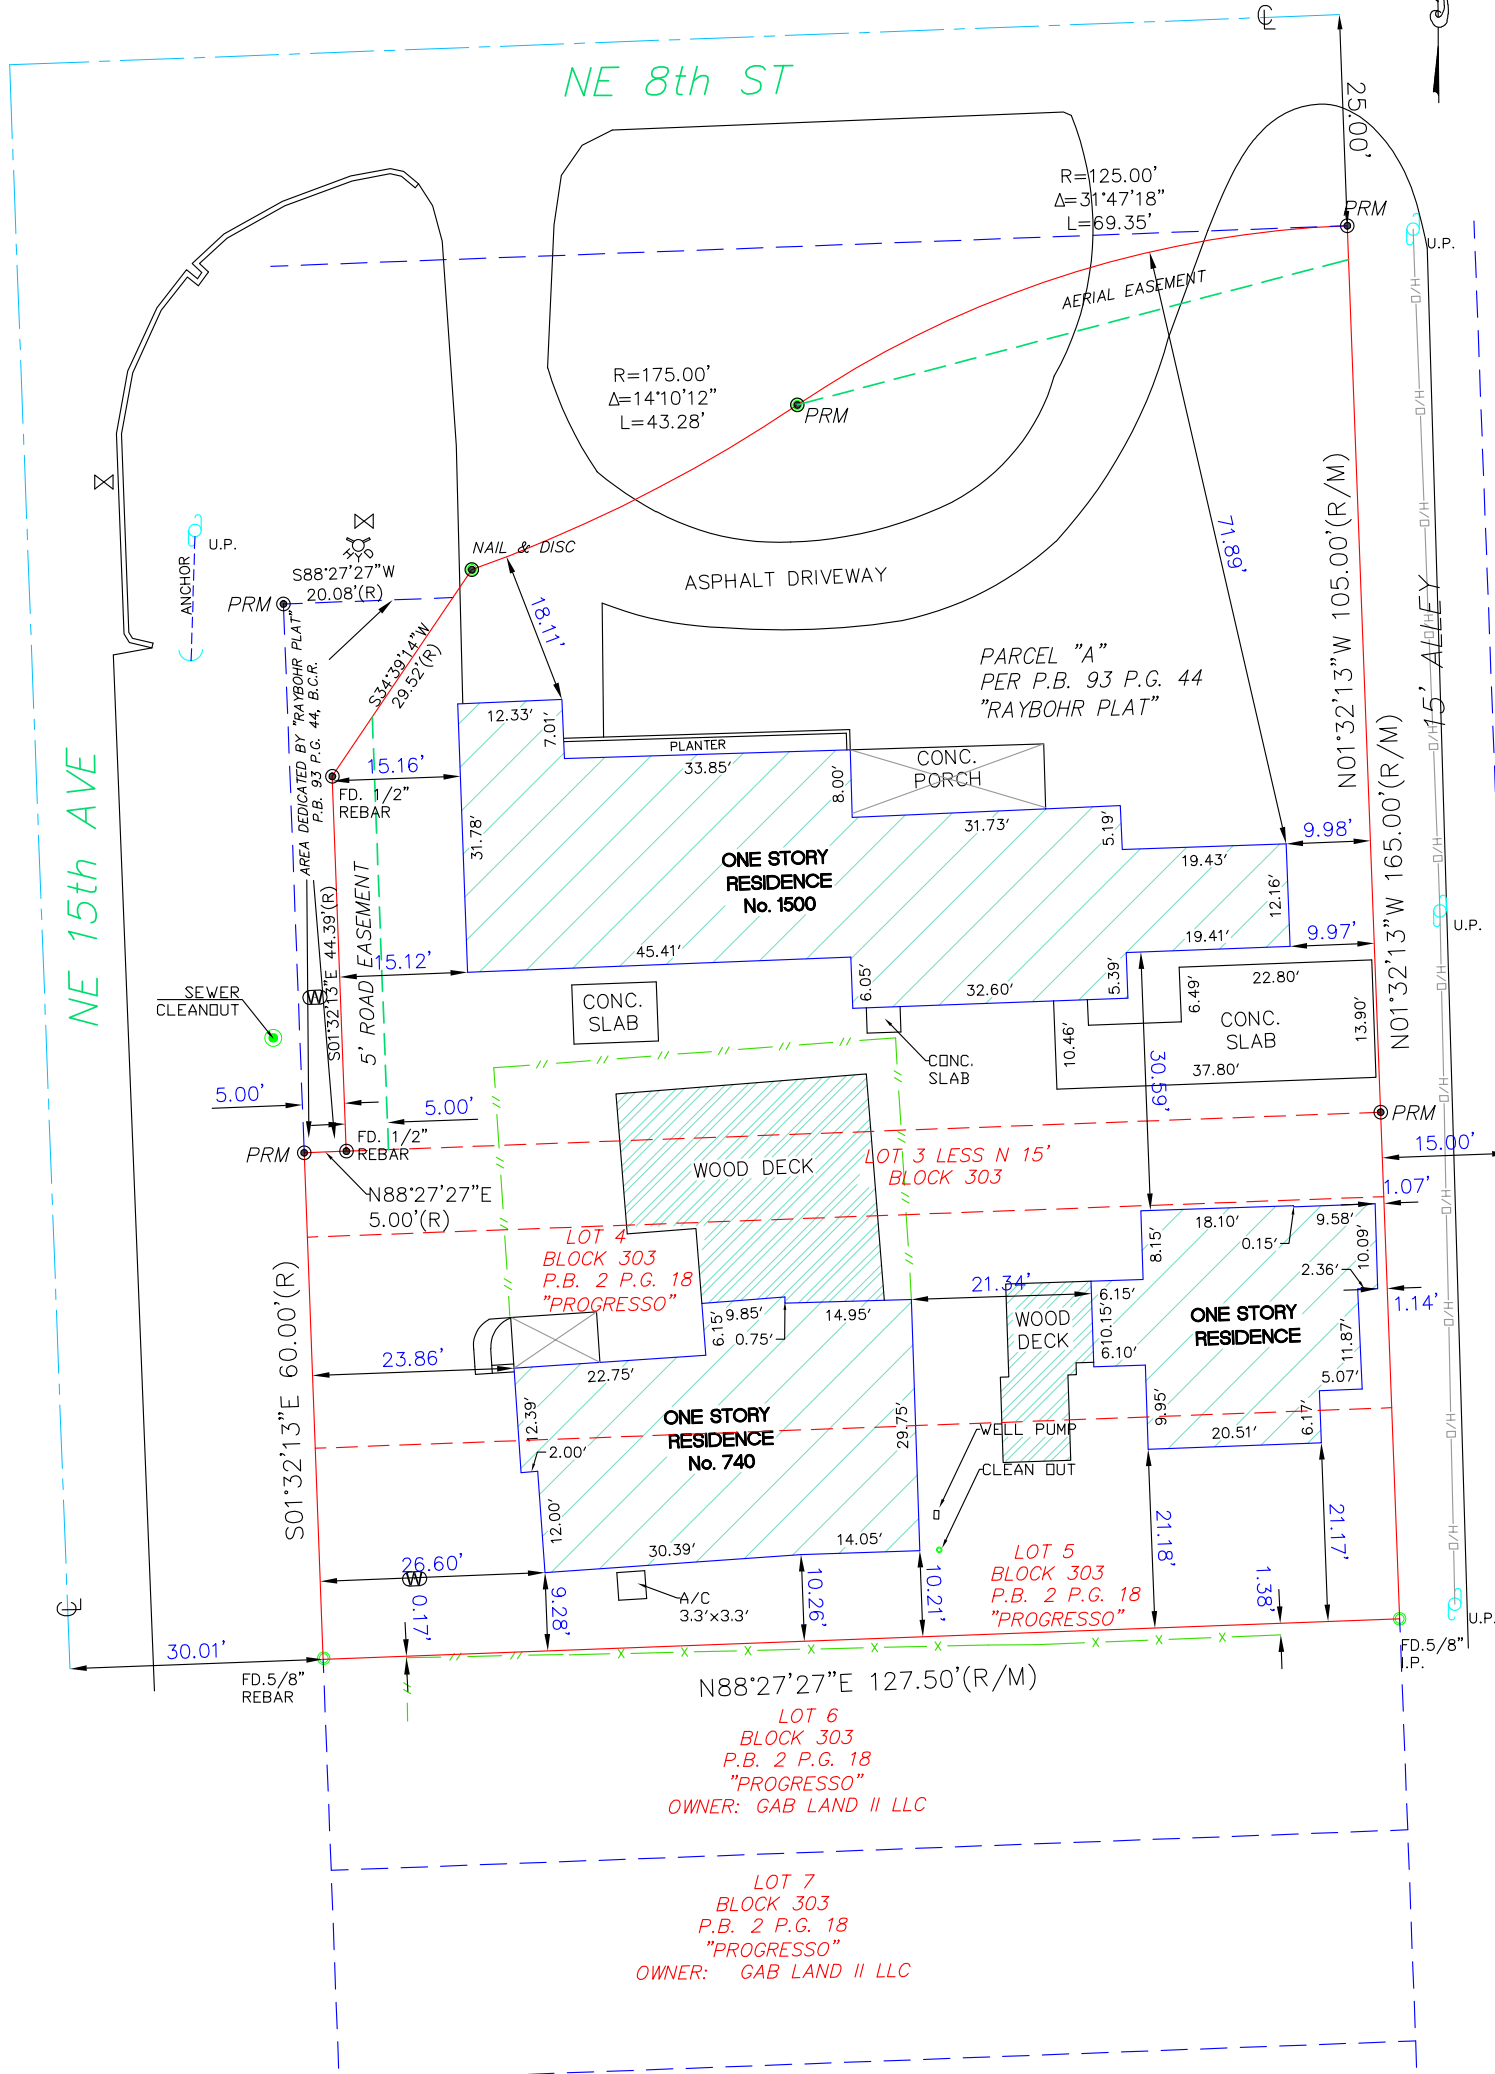 NE 8th ST
25.00'
R=125.00'
Δ=31°47'18"
L=69.35'
PRM
U.P.
AERIAL EASEMENT
R=175.00'
Δ=14°10'12"
L=43.28'
PRM
NAIL & DISC
ASPHALT DRIVEWAY
71.89'
18.11'
ANCHOR
U.P.
HYD
S88°27'27"W
20.08'(R)
PRM
S34°39'14"W
29.52'(R)
AREA DEDICATED BY "RAYBOHR PLAT"
P.B. 93 P.G. 44, B.C.R.
PARCEL "A"
PER P.B. 93 P.G. 44
"RAYBOHR PLAT"
N01°32'13"W 105.00'(R/M)
N01°32'13"W 165.00'(R/M)
15' ALLEY
O/H
O/H
O/H
O/H
O/H
O/H
O/H
O/H
O/H
O/H
O/H
NE 15th AVE
12.33'
7.01'
PLANTER
33.85'
8.00'
CONC.
PORCH
15.16'
FD. 1/2"
REBAR
31.78'
31.73'
5.19'
19.43'
9.98'
ONE STORY
RESIDENCE
No. 1500
12.16'
U.P.
S01°32'13"E 44.39'(R)
5' ROAD EASEMENT
15.12'
45.41'
6.05'
32.60'
5.39'
19.41'
9.97'
SEWER
CLEANOUT
W
CONC.
SLAB
CONC.
SLAB
10.46'
6.49'
22.80'
CONC.
SLAB
13.90'
37.80'
30.59'
5.00'
5.00'
PRM
FD. 1/2"
REBAR
PRM
15.00'
WOOD DECK
LOT 3 LESS N 15'
BLOCK 303
N88°27'27"E
5.00'(R)
1.07'
LOT 4
BLOCK 303
P.B. 2 P.G. 18
"PROGRESSO"
18.10'
9.58'
0.15'
8.15'
10.09'
2.36'
21.34'
6.15'
1.14'
S01°32'13"E 60.00'(R)
9.85'
14.95'
6.15'
0.75'
WOOD
DECK
10.15'
6.10'
ONE STORY
RESIDENCE
11.87'
5.07'
23.86'
22.75'
12.39'
ONE STORY
RESIDENCE
No. 740
29.75'
9.95'
20.51'
6.17'
2.00'
WELL PUMP
CLEAN OUT
12.00'
30.39'
14.05'
21.18'
21.17'
26.60'
W
0.17'
9.28'
A/C
3.3'x3.3'
10.26'
10.21'
LOT 5
BLOCK 303
P.B. 2 P.G. 18
"PROGRESSO"
1.38'
U.P.
30.01'
FD.5/8"
REBAR
FD.5/8"
I.P.
N88°27'27"E 127.50'(R/M)
LOT 6
BLOCK 303
P.B. 2 P.G. 18
"PROGRESSO"
OWNER: GAB LAND II LLC
LOT 7
BLOCK 303
P.B. 2 P.G. 18
"PROGRESSO"
OWNER: GAB LAND II LLC